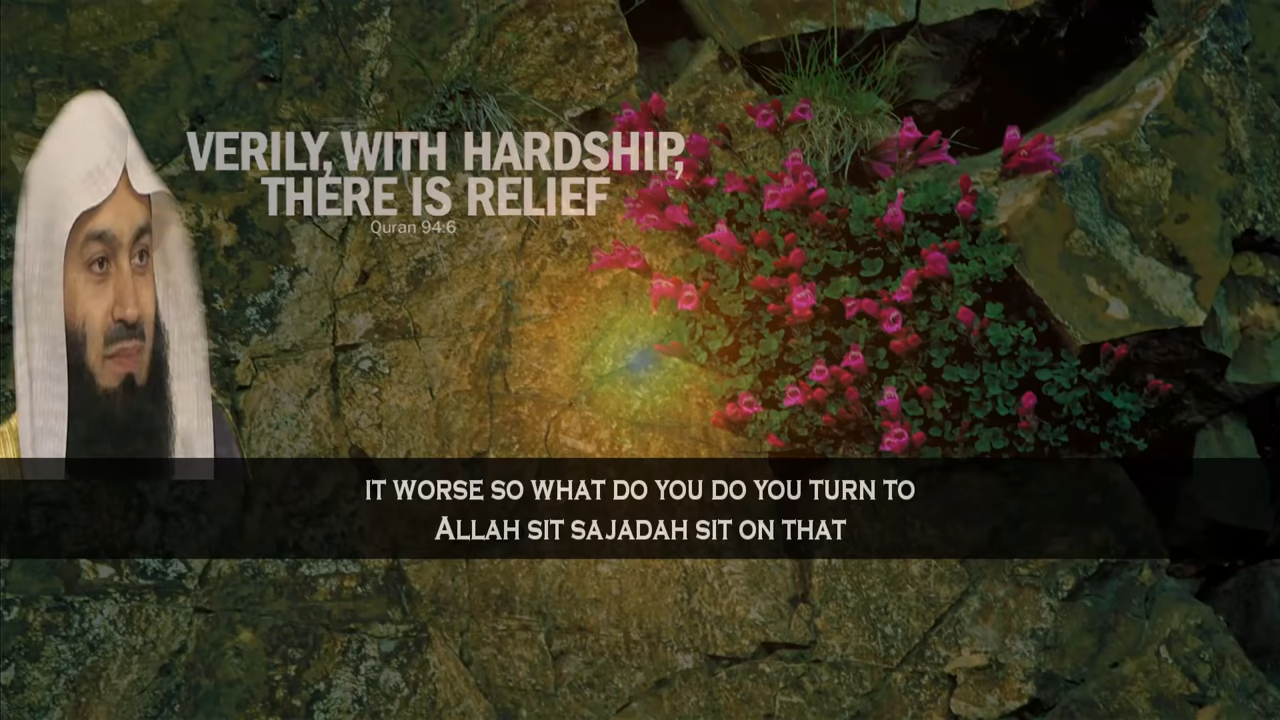 VERILY, WITH HARDSHIP,
THERE IS RELIEF
Quran 94:6
IT WORSE SO WHAT DO YOU DO YOU TURN TO
ALLAH SIT SAJADAH SIT ON THAT